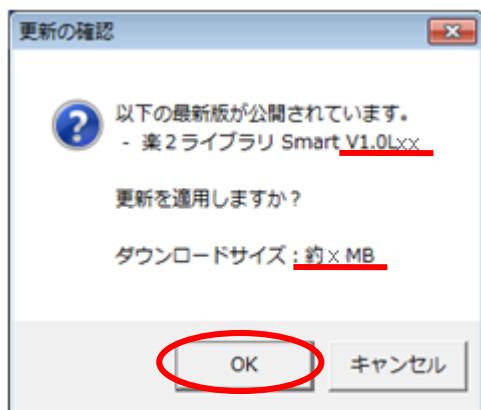 更新の確認
以下の最新版が公開されています。
- 楽2ライブラリ Smart V1.0Lxx
更新を適用しますか？
ダウンロードサイズ：約 x MB
OK
キャンセル